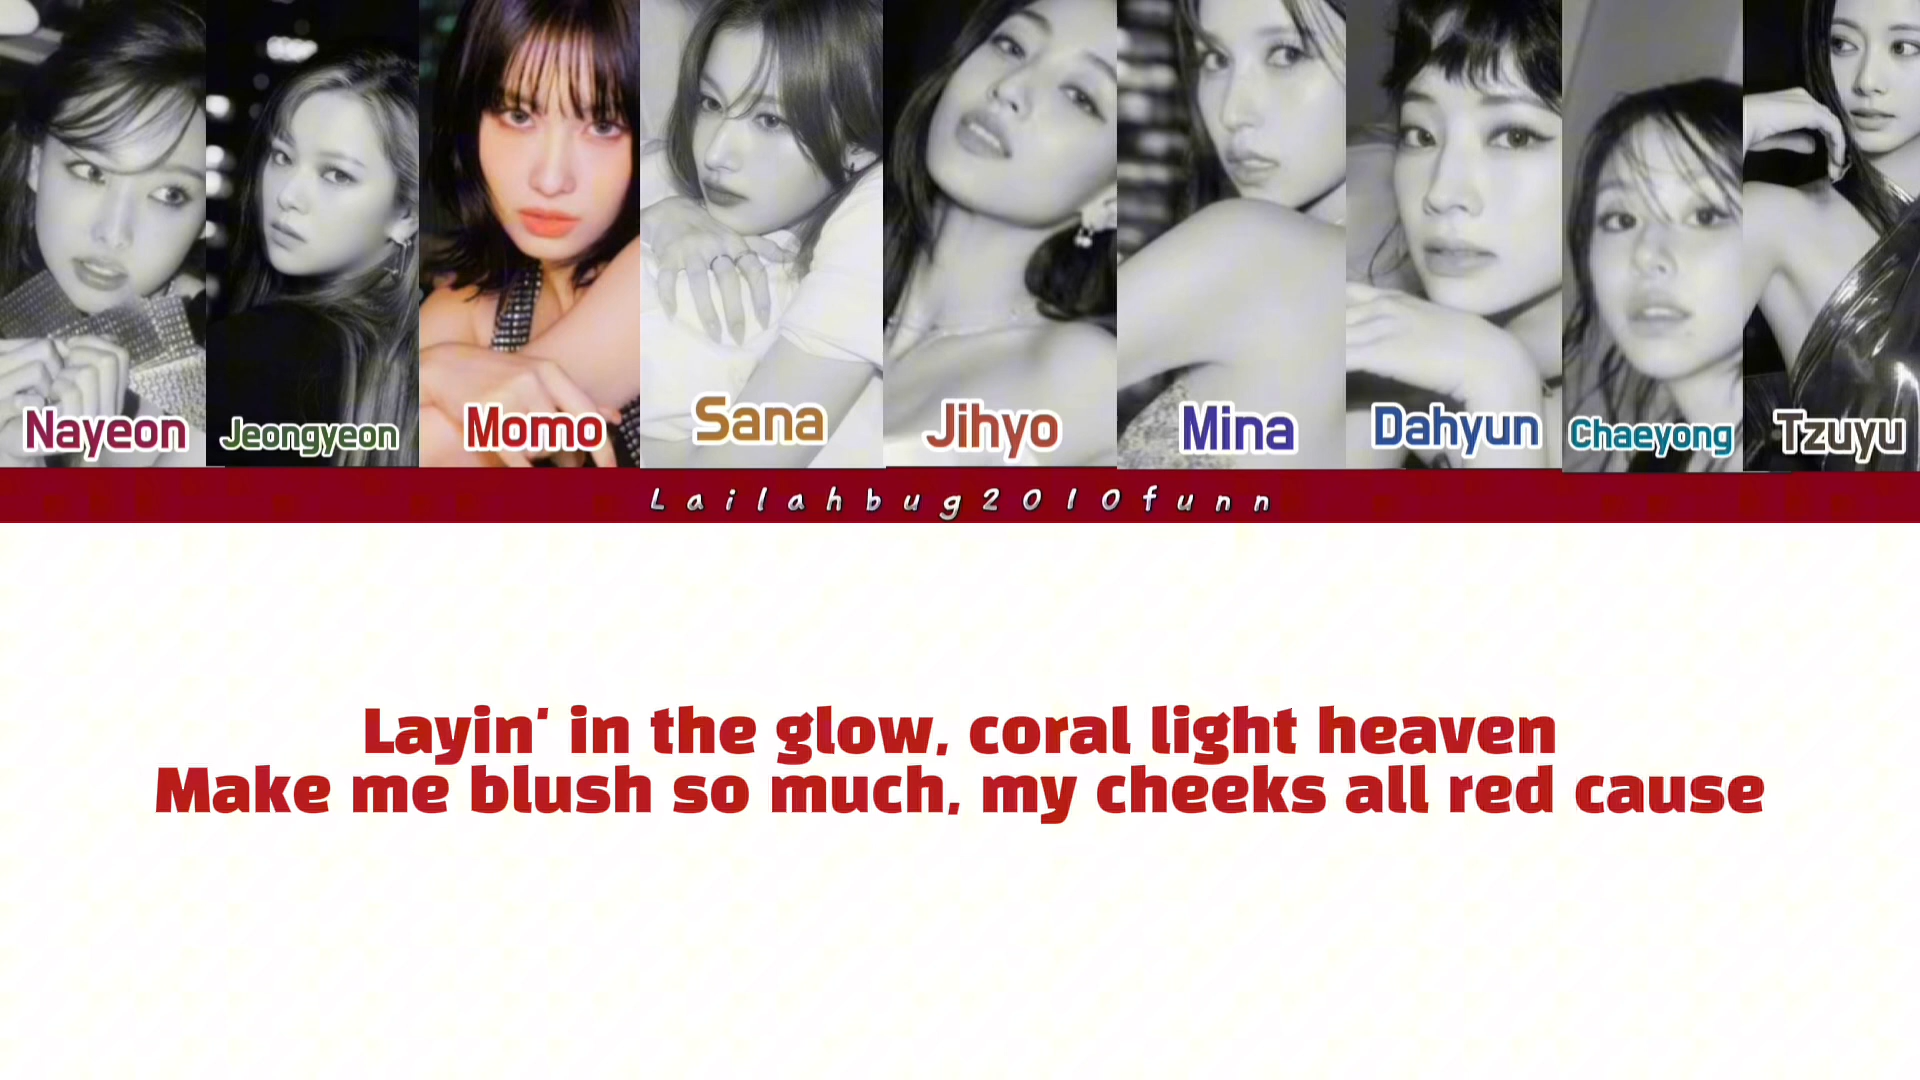 Nayeon
Jeongyeon
Momo
Sana
Jihyo
Mina
Dahyun
Chaeyong
Tzuyu
Lailahbug2010funn
Layin' in the glow, coral light heaven
Make me blush so much, my cheeks all red cause